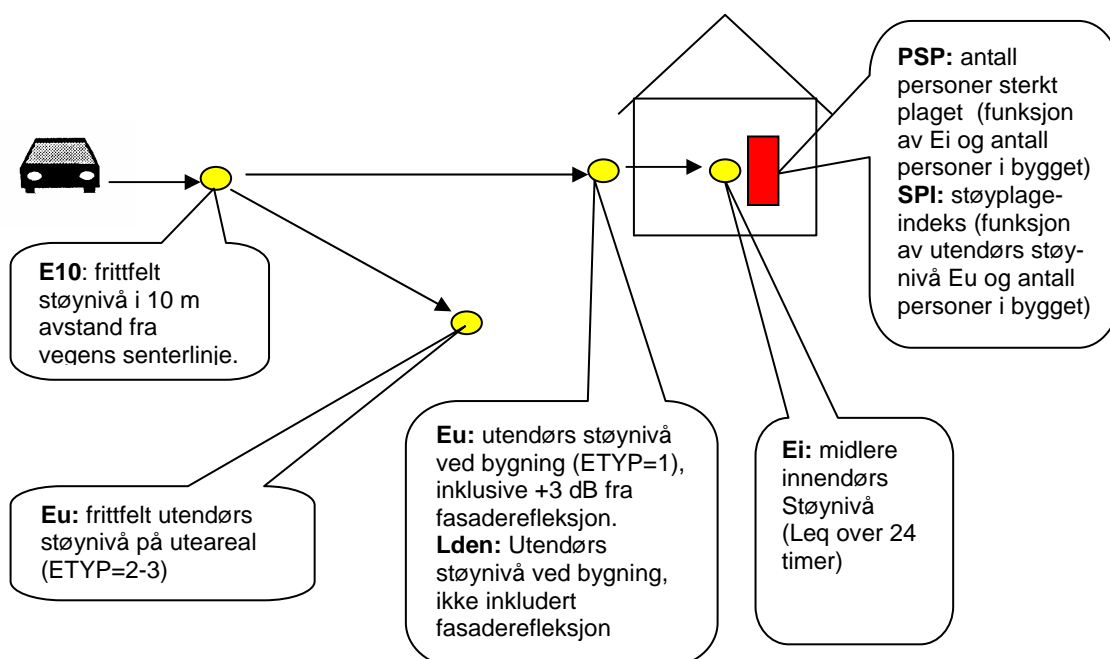 PSP: antall
personer sterkt
plaget (funksjon
av Ei og antall
personer i bygget)
SPI: støyplage-
indeks (funksjon
av utendørs støy-
nivå Eu og antall
personer i bygget)
E10: frittfelt
støynivå i 10 m
avstand fra
vegens senterlinje.
Eu: utendørs støynivå
ved bygning (ETYP=1),
inklusive +3 dB fra
fasaderefleksjon.
Lden: Utendørs
støynivå ved bygning,
ikke inkludert
fasaderefleksjon
Ei: midlere
innendørs
Støynivå
(Leq over 24
timer)
Eu: frittfelt utendørs
støynivå på uteareal
(ETYP=2-3)